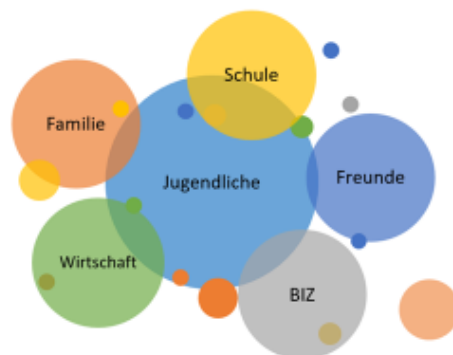 Schule
Familie
Jugendliche
Freunde
Wirtschaft
BIZ